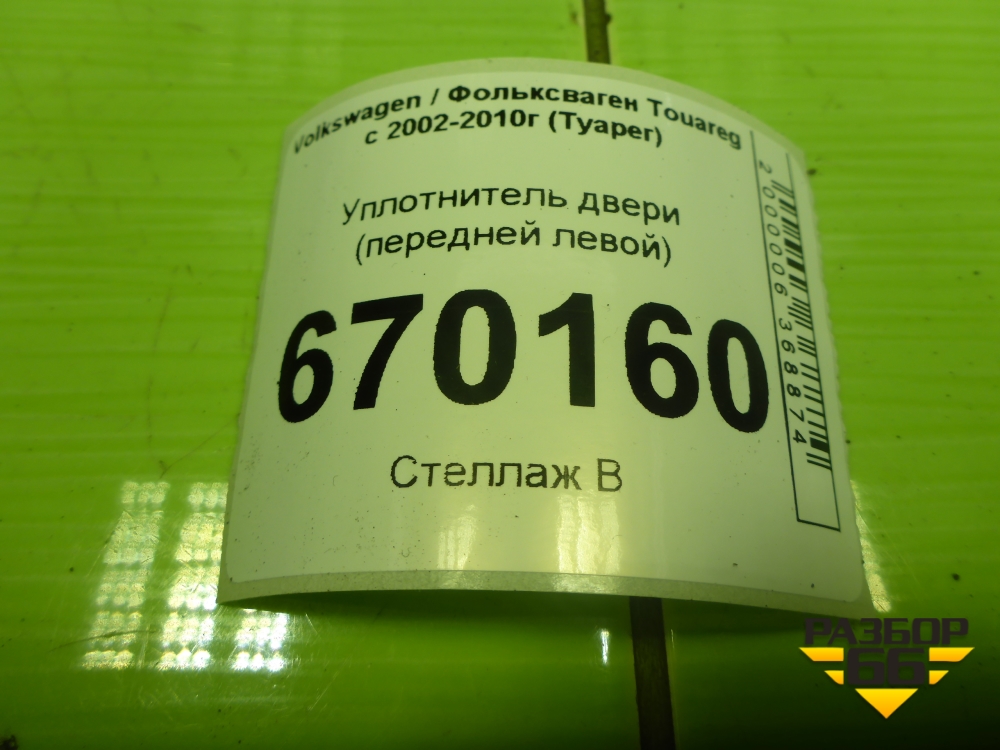 Volkswagen / Фольксваген Touareg
с 2002-2010г (Туарег)
Уплотнитель двери
(передней левой)
670160
Стеллаж В
2000006368874
РАЗБОР
66